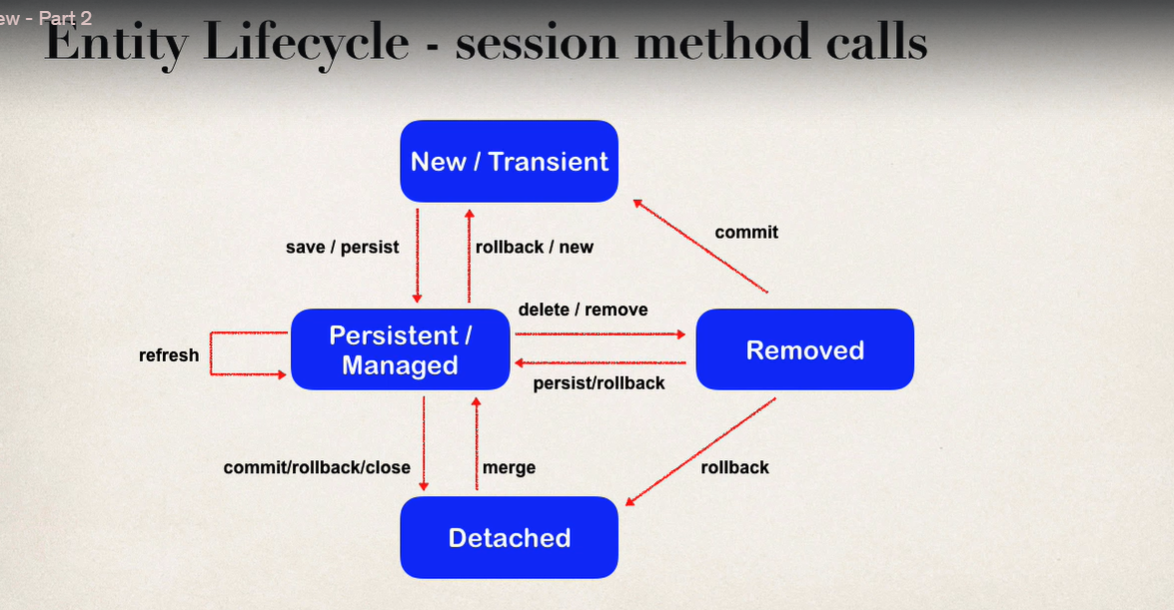 ew - Part 2
Entity Lifecycle - session method calls
New / Transient
save / persist
rollback / new
commit
delete / remove
Persistent /
Managed
Removed
refresh
persist/rollback
commit/rollback/close
merge
rollback
Detached